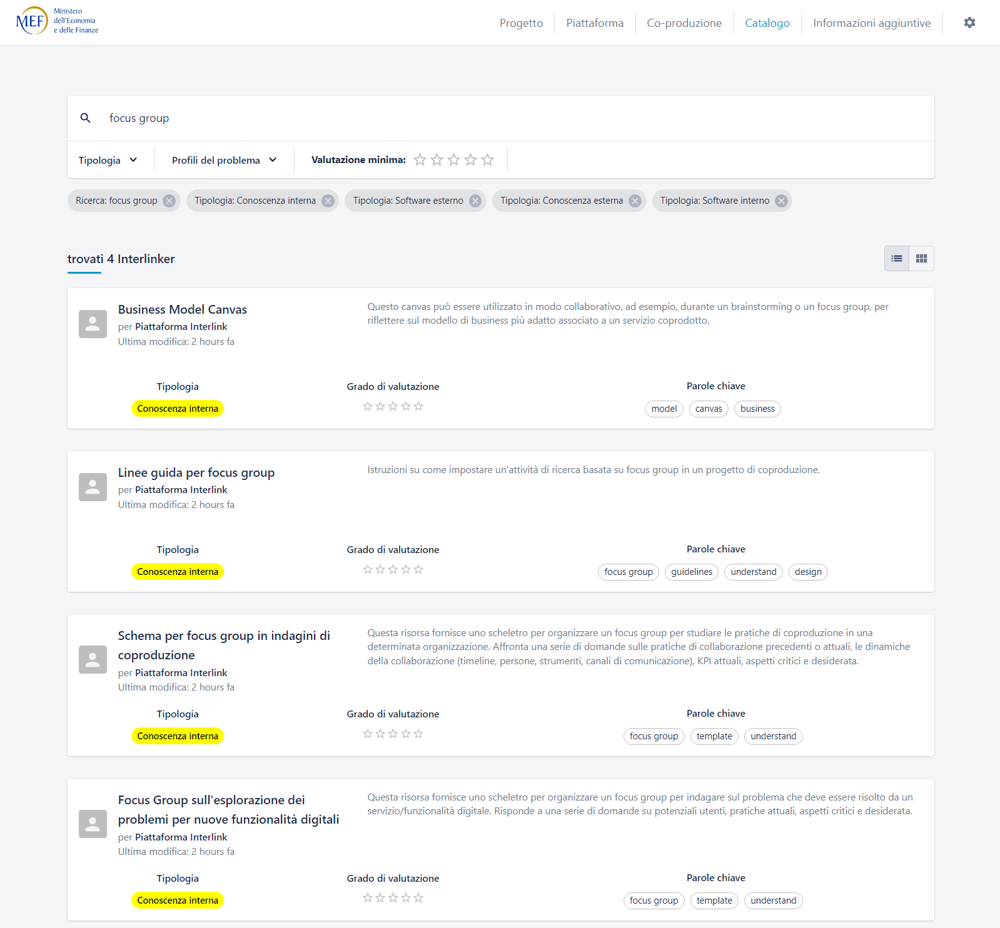 MEF
Ministero
dell'Economia
e delle Finanze
Progetto
Piattaforma
Co-produzione
Catalogo
Informazioni aggiuntive
focus group
Tipologia
Profili del problema
Valutazione minima:
Ricerca: focus group
Tipologia: Conoscenza interna
Tipologia: Software esterno
Tipologia: Conoscenza esterna
Tipologia: Software interno
trovati 4 Interlinker
Business Model Canvas
per Piattaforma Interlink
Ultima modifica: 2 hours fa
Questo canvas può essere utilizzato in modo collaborativo, ad esempio, durante un brainstorming o un focus group, per
riflettere sul modello di business più adatto associato a un servizio coprodotto.
Tipologia
Conoscenza interna
Grado di valutazione
Parole chiave
model
canvas
business
Linee guida per focus group
per Piattaforma Interlink
Ultima modifica: 2 hours fa
Istruzioni su come impostare un'attività di ricerca basata su focus group in un progetto di coproduzione.
Tipologia
Conoscenza interna
Grado di valutazione
Parole chiave
focus group
guidelines
understand
design
Schema per focus group in indagini di
coproduzione
per Piattaforma Interlink
Ultima modifica: 2 hours fa
Questa risorsa fornisce uno scheletro per organizzare un focus group per studiare le pratiche di coproduzione in una
determinata organizzazione. Affronta una serie di domande sulle pratiche di collaborazione precedenti o attuali, le dinamiche
della collaborazione (timeline, persone, strumenti, canali di comunicazione), KPI attuali, aspetti critici e desiderata.
Tipologia
Conoscenza interna
Grado di valutazione
Parole chiave
focus group
template
understand
Focus Group sull'esplorazione dei
problemi per nuove funzionalità digitali
per Piattaforma Interlink
Ultima modifica: 2 hours fa
Questa risorsa fornisce uno scheletro per organizzare un focus group per indagare sul problema che deve essere risolto da un
servizio/funzionalità digitale. Risponde a una serie di domande su potenziali utenti, pratiche attuali, aspetti critici e desiderata.
Tipologia
Conoscenza interna
Grado di valutazione
Parole chiave
focus group
template
understand